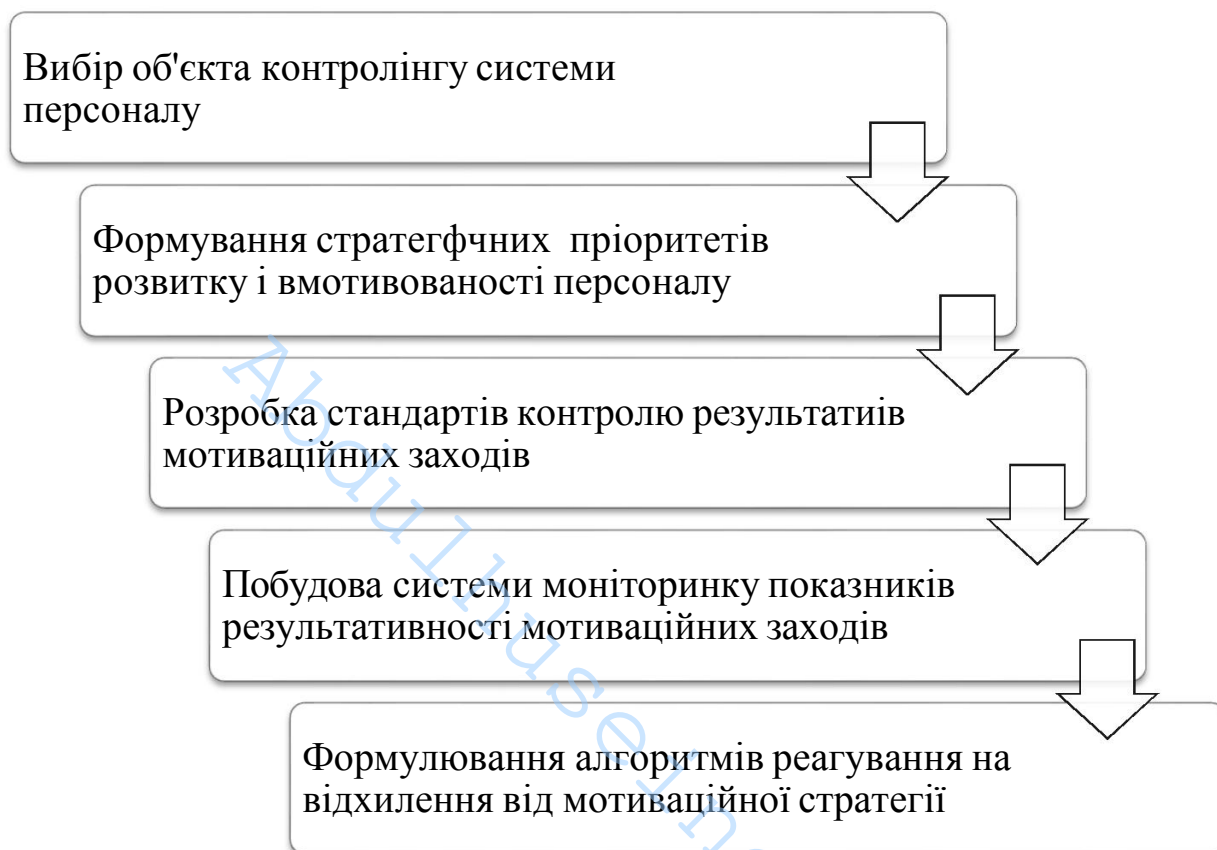 Вибір об'єкта контролінгу системи
персоналу
Формування стратегфчних пріоритетів
розвитку і вмотивованості персоналу
Розробка стандартів контролю результатиів
мотиваційних заходів
Побудова системи моніторинку показників
результативності мотиваційних заходів
Формулювання алгоритмів реагування на
відхилення від мотиваційної стратегії